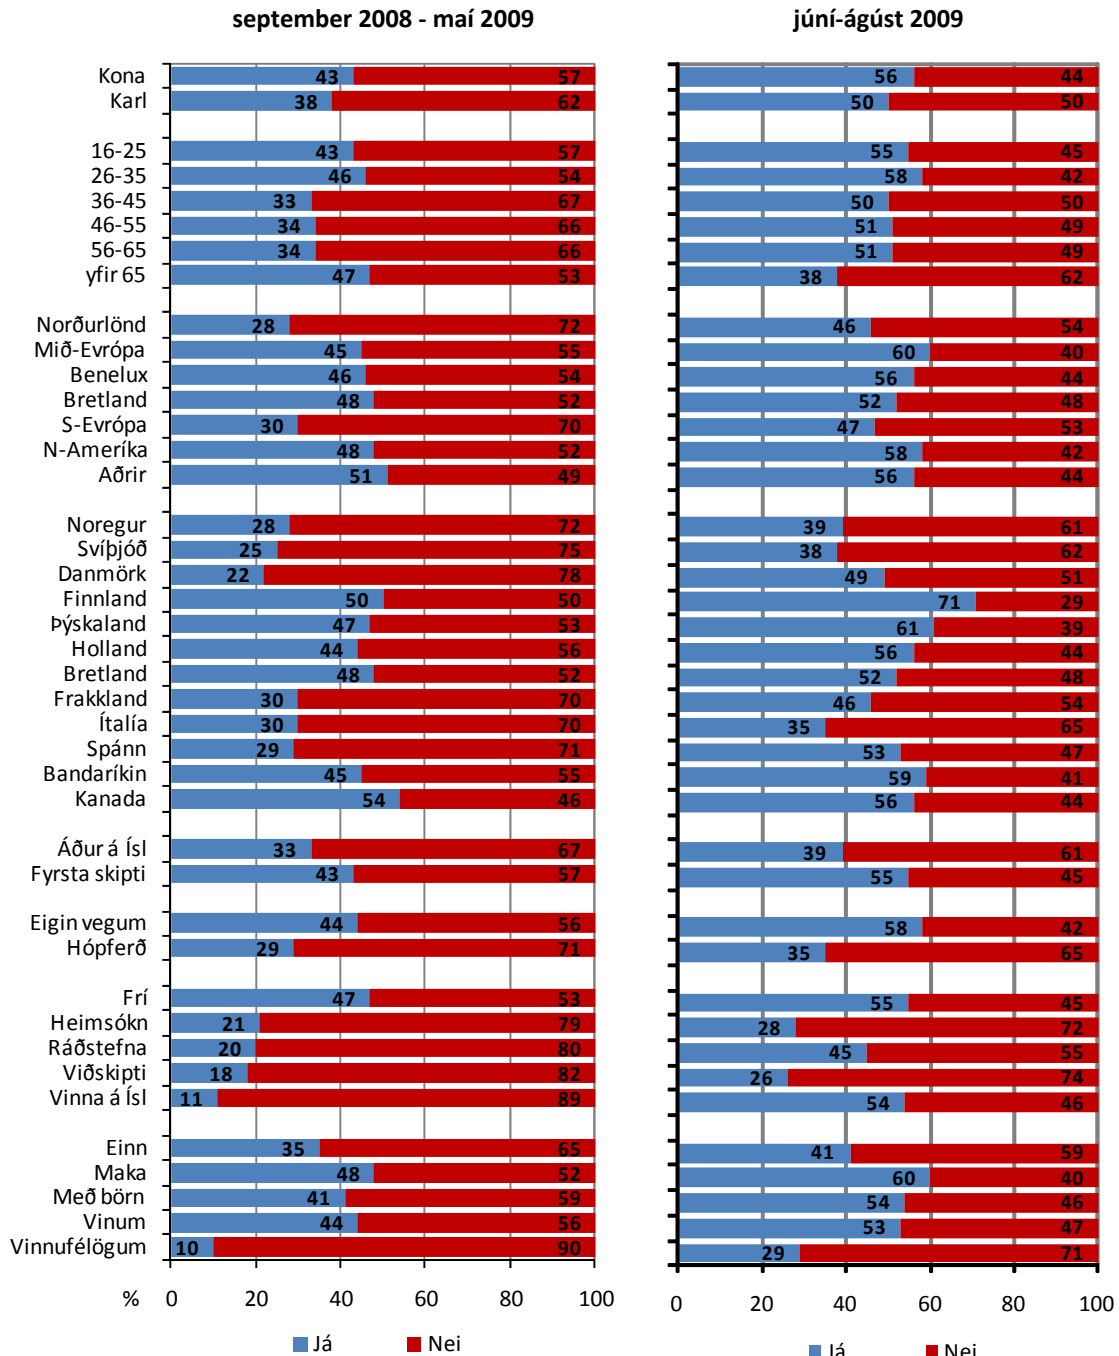 september 2008 - maí 2009 júní-ágúst 2009
Kona 43 57 56 44
Karl 38 62 50 50
16-25 43 57 55 45
26-35 46 54 58 42
36-45 33 67 50 50
46-55 34 66 51 49
56-65 34 66 51 49
yfir 65 47 53 38 62
Norðurlönd 28 72 46 54
Mið-Evrópa 45 55 60 40
Benelux 46 54 56 44
Bretland 48 52 52 48
S-Evrópa 30 70 47 53
N-Ameríka 48 52 58 42
Aðrir 51 49 56 44
Noregur 28 72 39 61
Svíþjóð 25 75 38 62
Danmörk 22 78 49 51
Finnland 50 50 71 29
Þýskaland 47 53 61 39
Holland 44 56 56 44
Bretland 48 52 52 48
Frakkland 30 70 46 54
Ítalía 30 70 35 65
Spánn 29 71 53 47
Bandaríkin 45 55 59 41
Kanada 54 46 56 44
Áður á Ísl 33 67 39 61
Fyrsta skipti 43 57 55 45
Eigin vegum 44 56 58 42
Hópferð 29 71 35 65
Frí 47 53 55 45
Heimsókn 21 79 28 72
Ráðstefna 20 80 45 55
Viðskipti 18 82 26 74
Vinna á Ísl 11 89 54 46
Einn 35 65 41 59
Maka 48 52 60 40
Með börn 41 59 54 46
Vinum 44 56 53 47
Vinnufélögum 10 90 29 71
% 0 20 40 60 80 100 0 20 40 60 80 100
Já Nei Já Nei